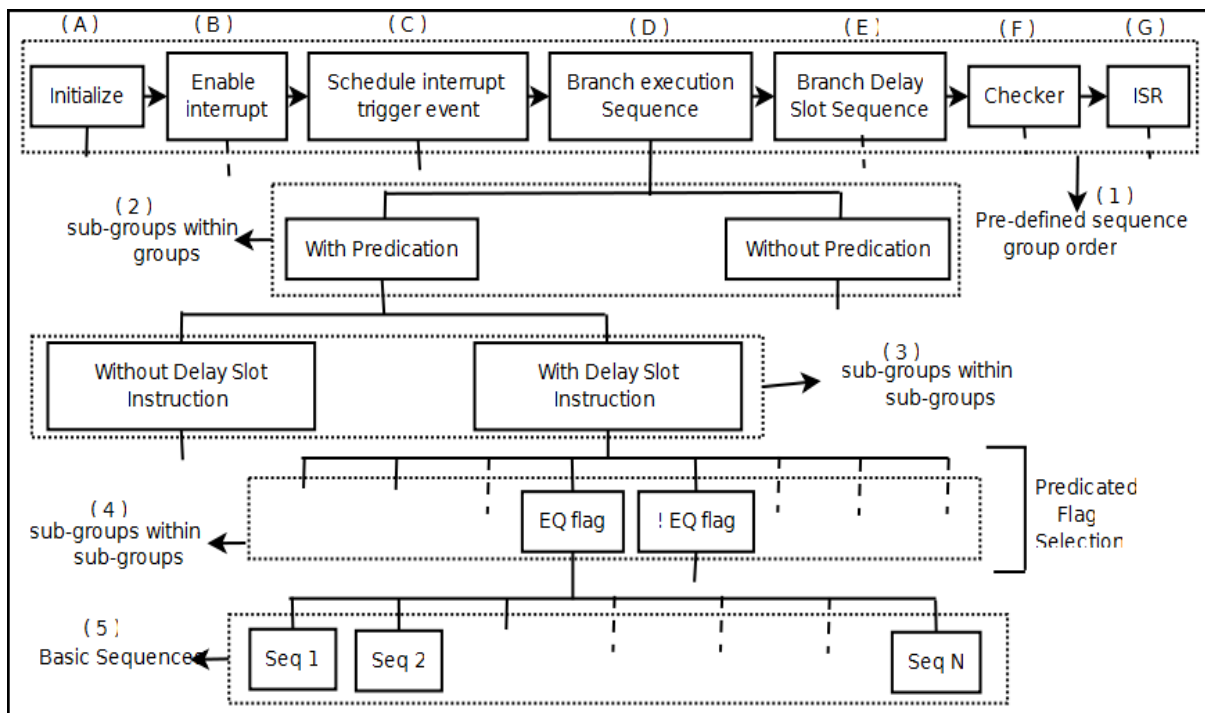 ( A )
( B )
( C )
( D )
( E )
( F )
( G )
Initialize
Enable
interrupt
Schedule interrupt
trigger event
Branch execution
Sequence
Branch Delay
Slot Sequence
Checker
ISR
( 2 )
sub-groups within
groups
With Predication
Without Predication
( 1 )
Pre-defined sequence
group order
Without Delay Slot
Instruction
With Delay Slot
Instruction
( 3 )
sub-groups within
sub-groups
( 4 )
sub-groups within
sub-groups
EQ flag
! EQ flag
Predicated
Flag
Selection
( 5 )
Basic Sequences
Seq 1
Seq 2
Seq N